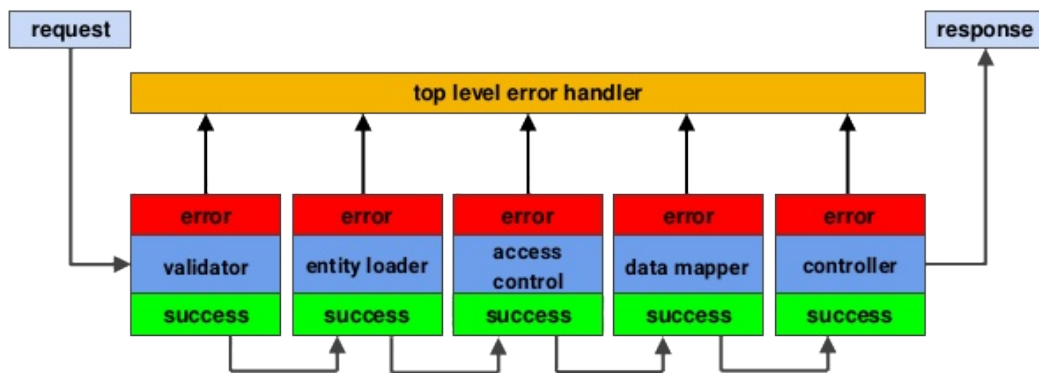 request
response
top level error handler
error
error
error
error
error
validator
entity loader
access
control
data mapper
controller
success
success
success
success
success